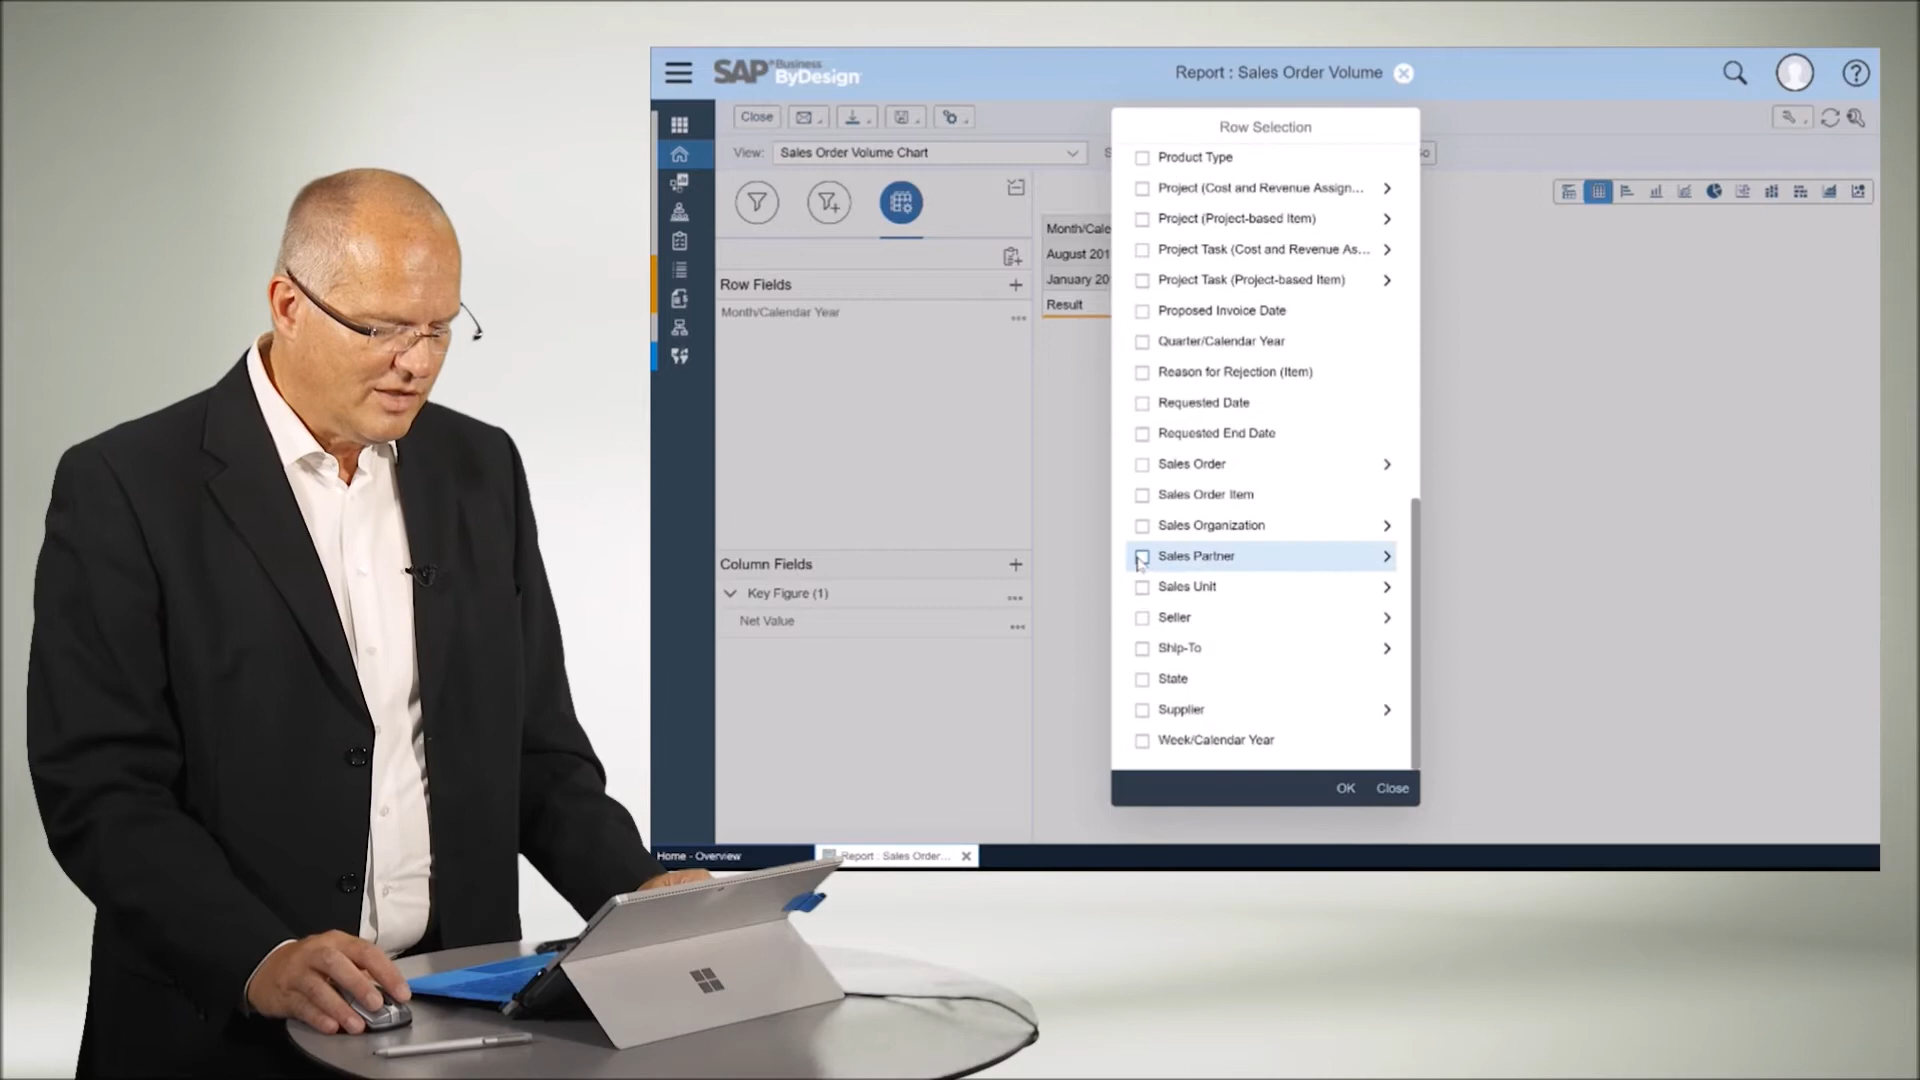 SAP Business ByDesign
Report : Sales Order Volume
Close
View: Sales Order Volume Chart
Row Fields
Month/Calendar Year
Column Fields
Key Figure (1)
Net Value
Month/Cale
August 201
January 20
Result
Row Selection
Product Type
Project (Cost and Revenue Assign...
Project (Project-based Item)
Project Task (Cost and Revenue As...
Project Task (Project-based Item)
Proposed Invoice Date
Quarter/Calendar Year
Reason for Rejection (Item)
Requested Date
Requested End Date
Sales Order
Sales Order Item
Sales Organization
Sales Partner
Sales Unit
Seller
Ship-To
State
Supplier
Week/Calendar Year
OK Close
Home - Overview
Report : Sales Order...